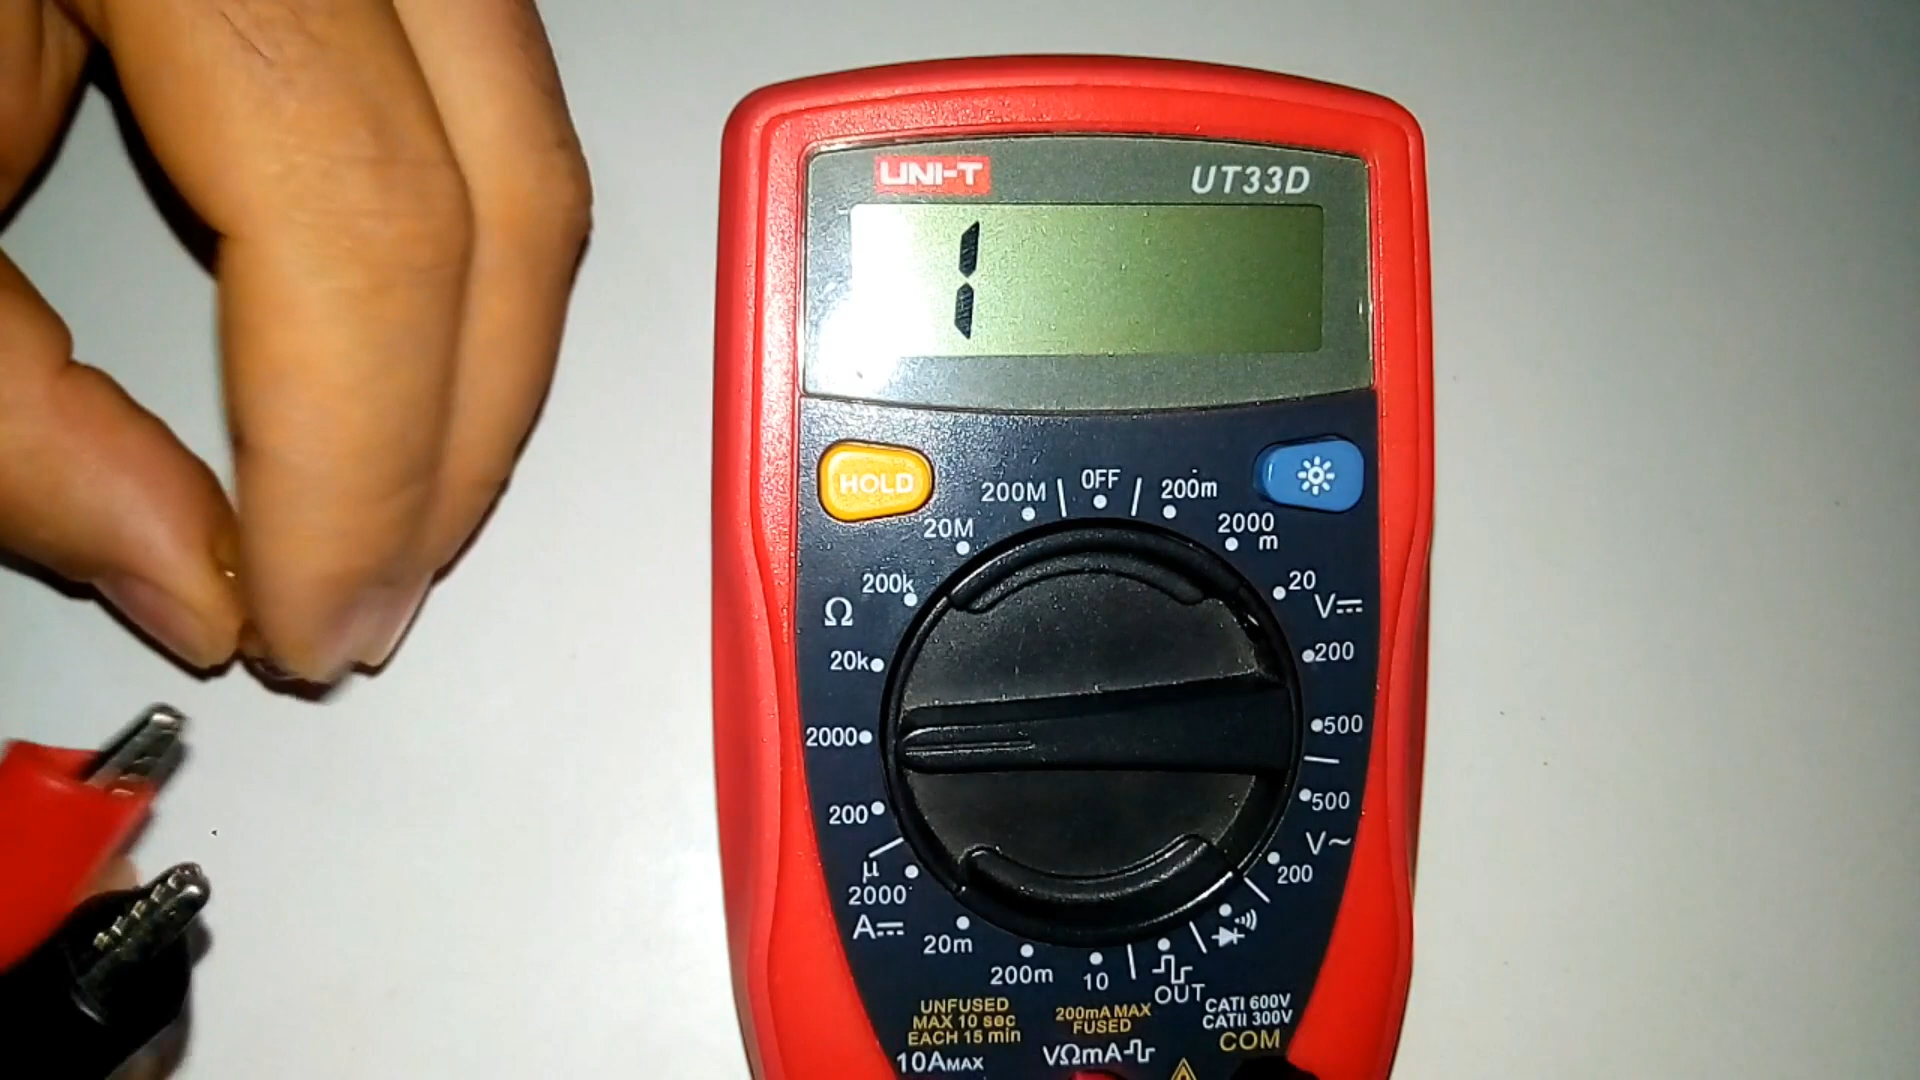 UNI-T
UT33D
1
HOLD
200M
OFF
200m
20M
2000
m
200k
Ω
20
V⎓
20k
200
2000
500
200
500
V~
μ
2000
A⎓
200
20m
200m
10
OUT
UNFUSED
MAX 10 sec
EACH 15 min
10AMAX
200mA MAX
FUSED
VΩmA
CATI 600V
CATII 300V
COM